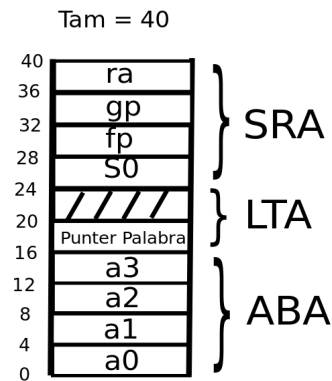 Tam = 40
40
ra
36
gp
32
fp
28
S0
24
20
Punter Palabra
16
a3
12
a2
8
a1
4
a0
0
SRA
LTA
ABA